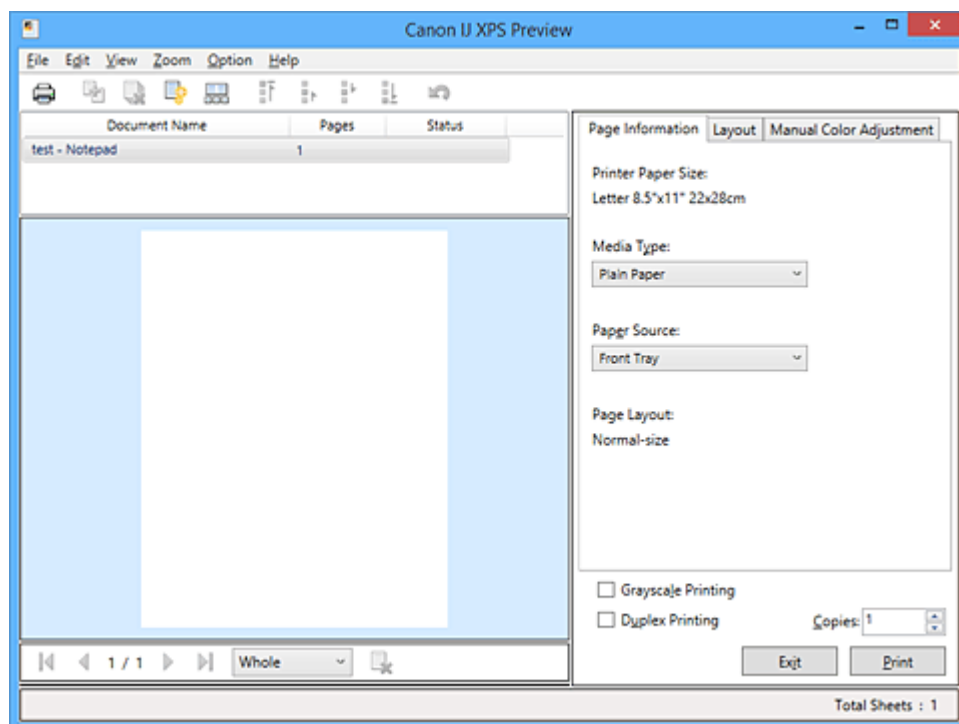 Canon IJ XPS Preview
File Edit View Zoom Option Help
Document Name Pages Status
test - Notepad 1
Page Information Layout Manual Color Adjustment
Printer Paper Size:
Letter 8.5"x11" 22x28cm
Media Type:
Plain Paper
Paper Source:
Front Tray
Page Layout:
Normal-size
Grayscale Printing
Duplex Printing Copies: 1
1 / 1 Whole Exit Print
Total Sheets : 1